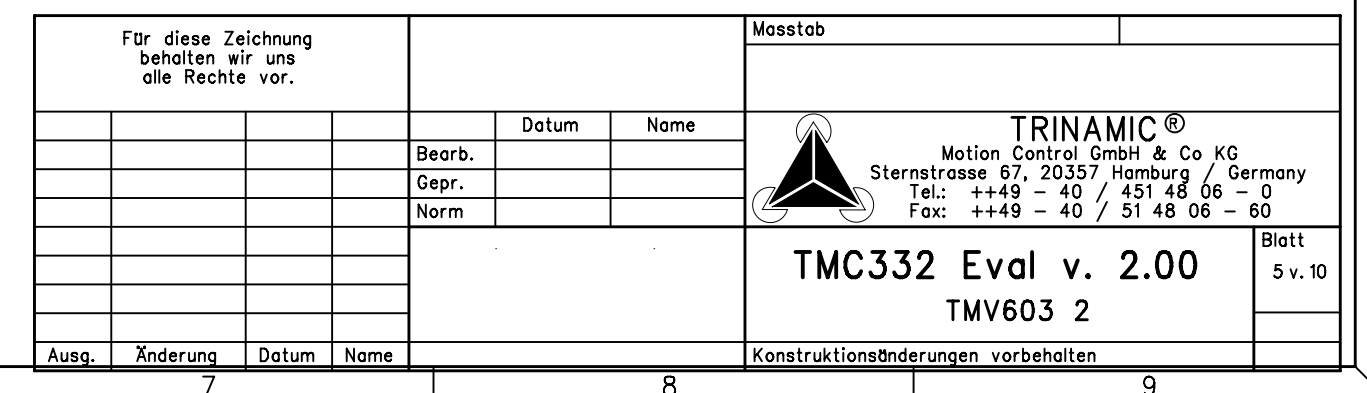 Für diese Zeichnung
behalten wir uns
alle Rechte vor.
Masstab
Datum Name
Bearb.
Gepr.
Norm
TRINAMIC®
Motion Control GmbH & Co KG
Sternstrasse 67, 20357 Hamburg / Germany
Tel.: ++49 - 40 / 451 48 06 - 0
Fax: ++49 - 40 / 51 48 06 - 60
TMC332 Eval v. 2.00
TMV603 2
Blatt
5 v. 10
Ausg. Änderung Datum Name
Konstruktionsänderungen vorbehalten
7 8 9